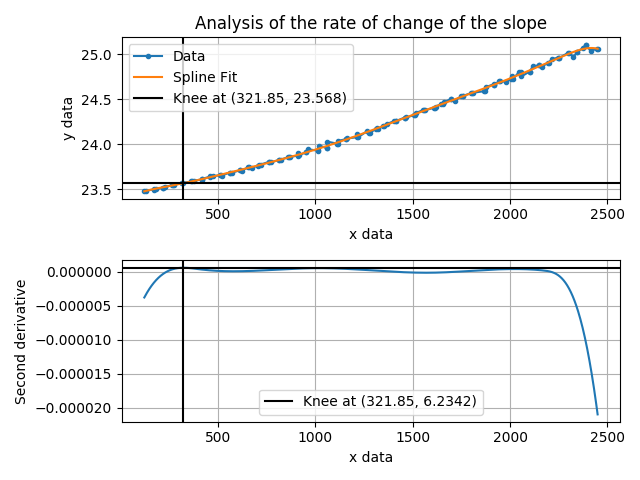 Analysis of the rate of change of the slope
25.0
24.5
24.0
23.5
y data
Data
Spline Fit
Knee at (321.85, 23.568)
500
1000
1500
2000
2500
x data
0.000000
−0.000005
−0.000010
−0.000015
−0.000020
Second derivative
Knee at (321.85, 6.2342)
500
1000
1500
2000
2500
x data